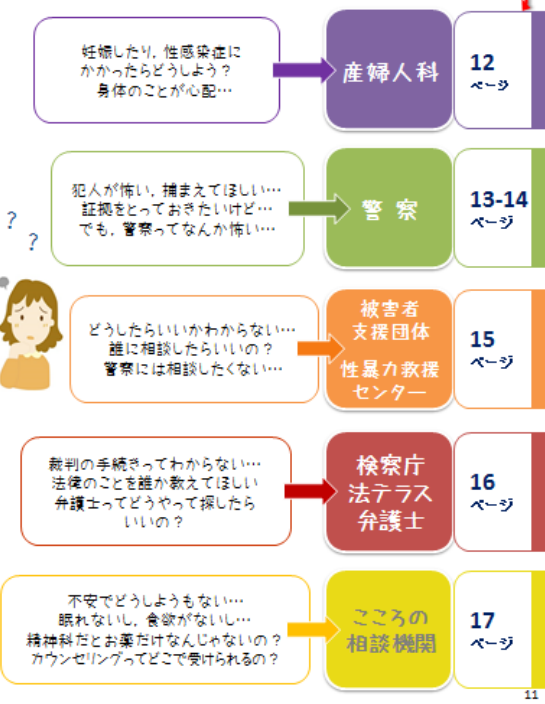 妊娠したり，性感染症に
かかったらどうしよう？
身体のことが心配…
産婦人科
12
ページ
犯人が怖い，捕まえてほしい…
証拠をとっておきたいけど…
でも，警察ってなんか怖い…
警 察
13-14
ページ
?
?
どうしたらいいかわからない…
誰に相談したらいいの？
警察には相談したくない…
被害者
支援団体
性暴力救援
センター
15
ページ
裁判の手続きってわからない…
法律のことを誰か教えてほしい
弁護士ってどうやって探したら
いいの？
検察庁
法テラス
弁護士
16
ページ
不安でどうしようもない…
眠れないし，食欲がないし…
精神科だとお薬だけなんじゃないの？
カウンセリングってどこで受けられるの？
こころの
相談機関
17
ページ
11